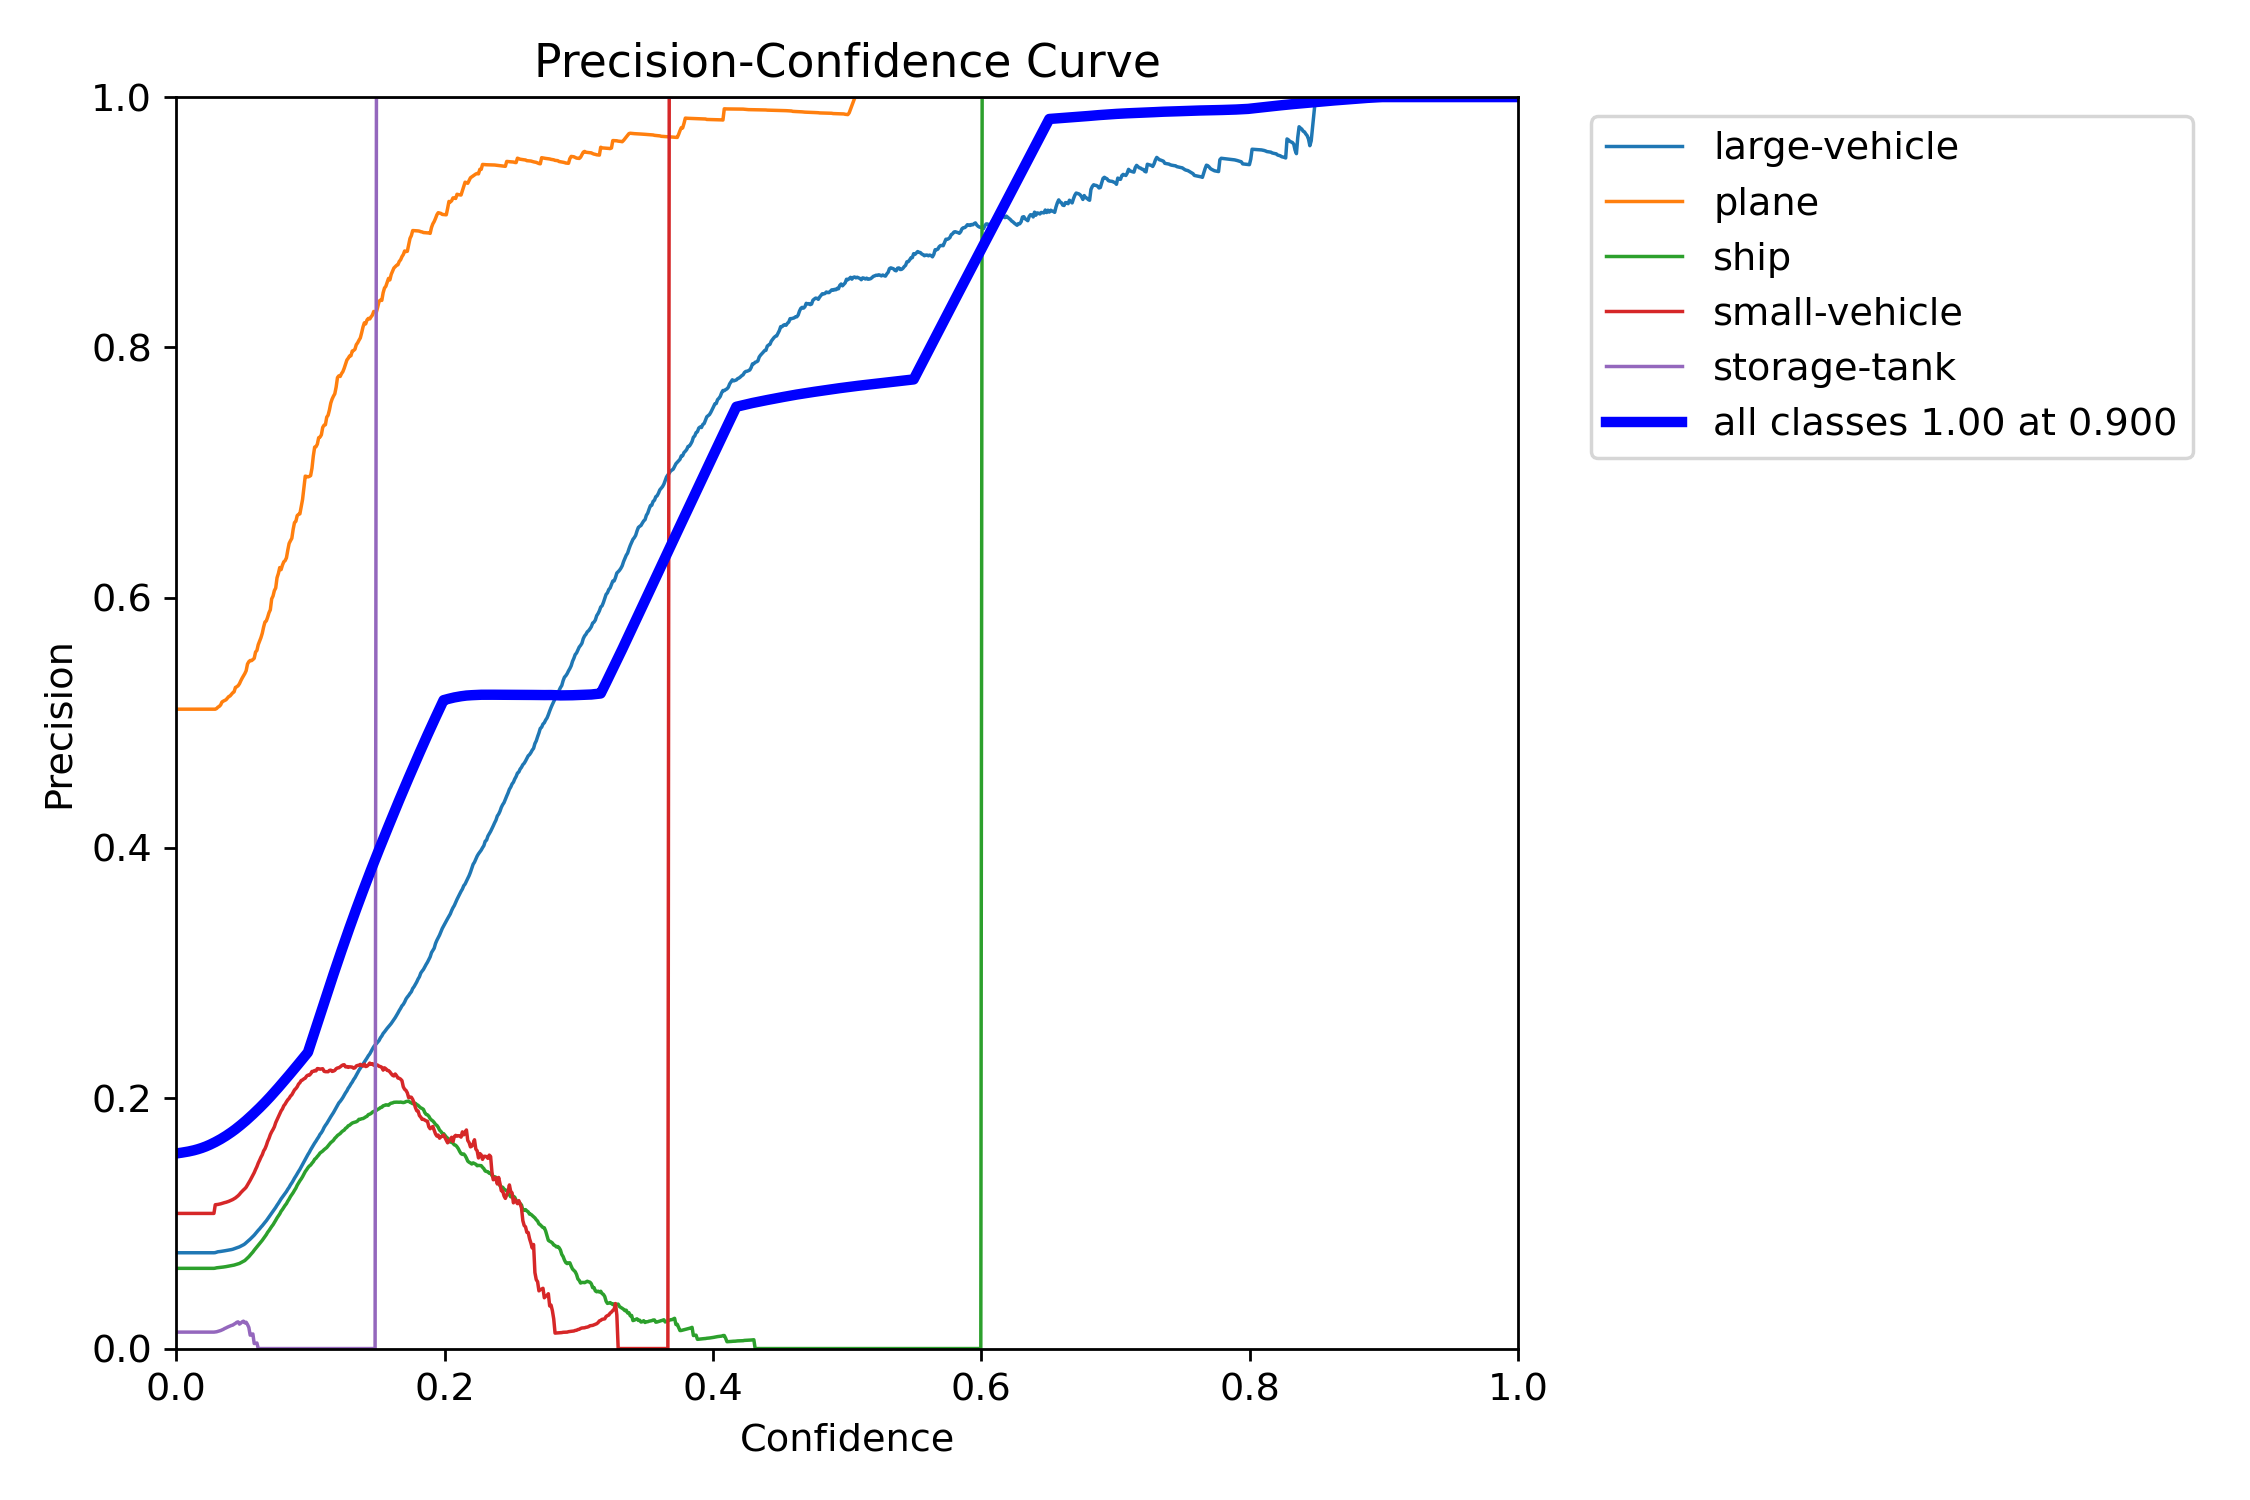 Precision-Confidence Curve
1.0
0.8
0.6
0.4
0.2
0.0
Precision
0.0 0.2 0.4 0.6 0.8 1.0
Confidence
large-vehicle
plane
ship
small-vehicle
storage-tank
all classes 1.00 at 0.900